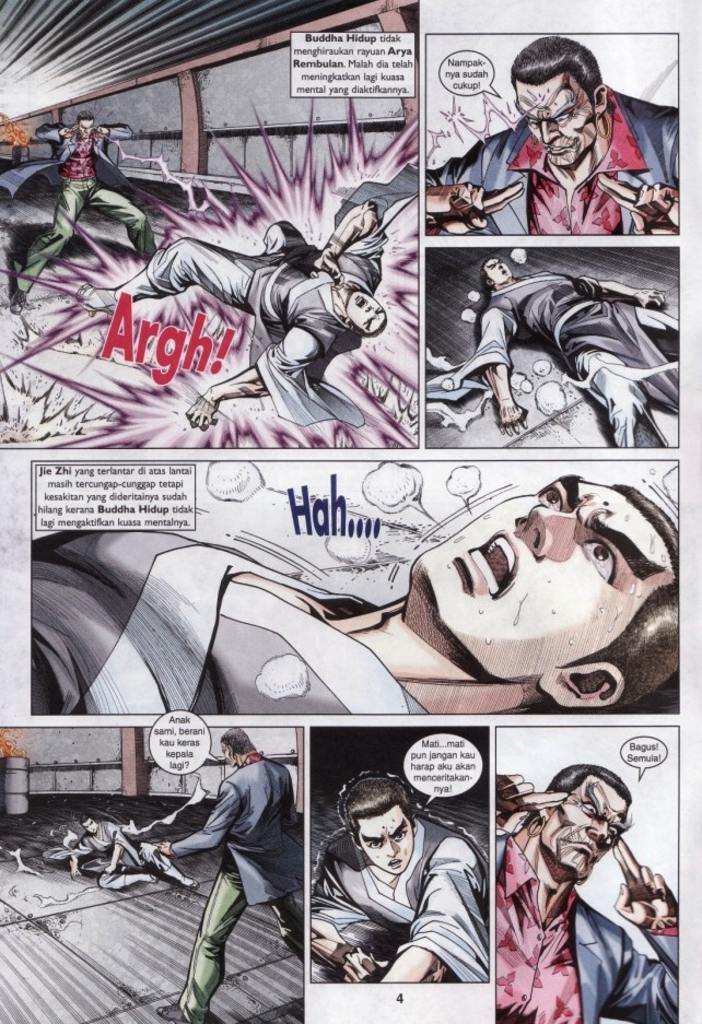 Buddha Hidup tidak
menghiraukan rayuan Arya
Rembulan. Malah dia telah
meningkatkan lagi kuasa
mental yang diaktifkannya.
Argh!
Nampak-
nya sudah
cukup!
Jie Zhi yang terlantar di atas lantai
masih tercungap-cunggap tetapi
kesakitan yang dideritainya sudah
hilang kerana Buddha Hidup tidak
lagi mengaktifkan kuasa mentalnya.
Hah....
Anak
sami, berani
kau keras
kepala
lagi?
Mati...mati
pun jangan kau
harap aku akan
menceritakan-
nya!
Bagus!
Semula!
4